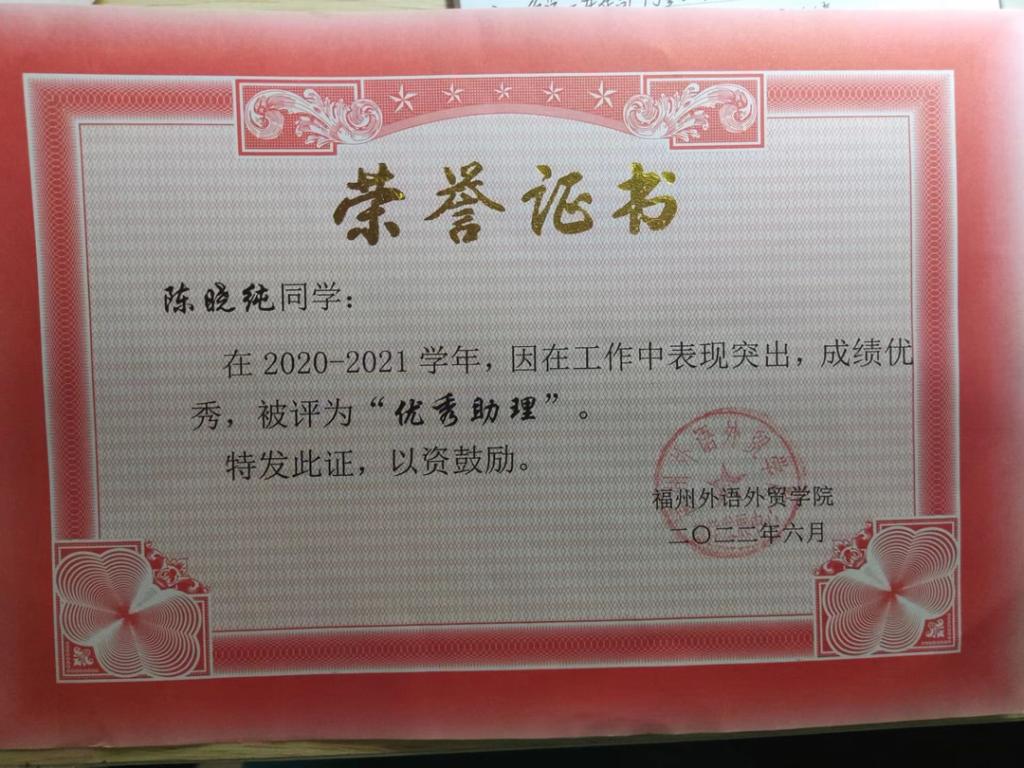 荣誉证书
陈晓纯同学：
在 2020-2021 学年，因在工作中表现突出，成绩优
秀，被评为“优秀助理”。
特发此证，以资鼓励。
福州外语外贸学院
二〇二二年六月